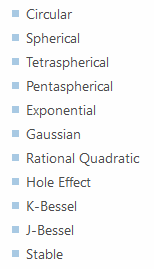 Circular
Spherical
Tetraspherical
Pentaspherical
Exponential
Gaussian
Rational Quadratic
Hole Effect
K-Bessel
J-Bessel
Stable